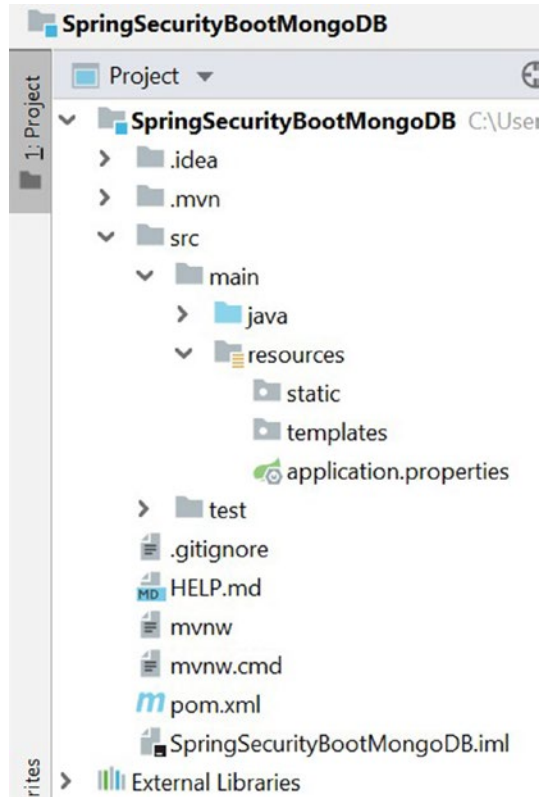 SpringSecurityBootMongoDB
Project
1: Project
SpringSecurityBootMongoDB C:\User
.idea
.mvn
src
main
java
resources
static
templates
application.properties
test
.gitignore
MD HELP.md
mvnw
mvnw.cmd
m pom.xml
SpringSecurityBootMongoDB.iml
rites
External Libraries